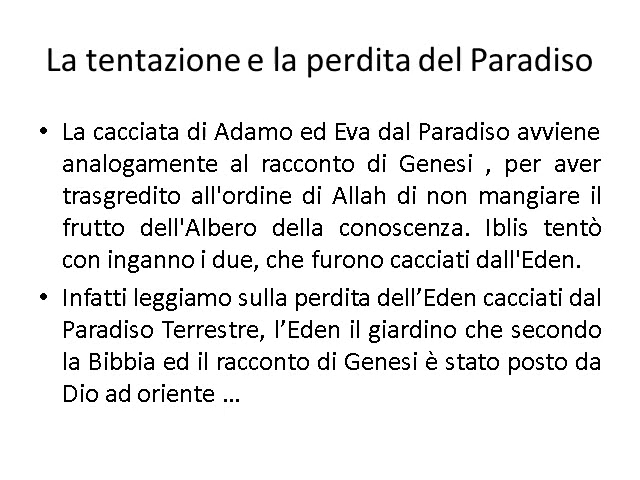 La tentazione e la perdita del Paradiso
• La cacciata di Adamo ed Eva dal Paradiso avviene
analogamente al racconto di Genesi , per aver
trasgredito all'ordine di Allah di non mangiare il
frutto dell'Albero della conoscenza. Iblis tentò
con inganno i due, che furono cacciati dall'Eden.
• Infatti leggiamo sulla perdita dell’Eden cacciati dal
Paradiso Terrestre, l’Eden il giardino che secondo
la Bibbia ed il racconto di Genesi è stato posto da
Dio ad oriente ...